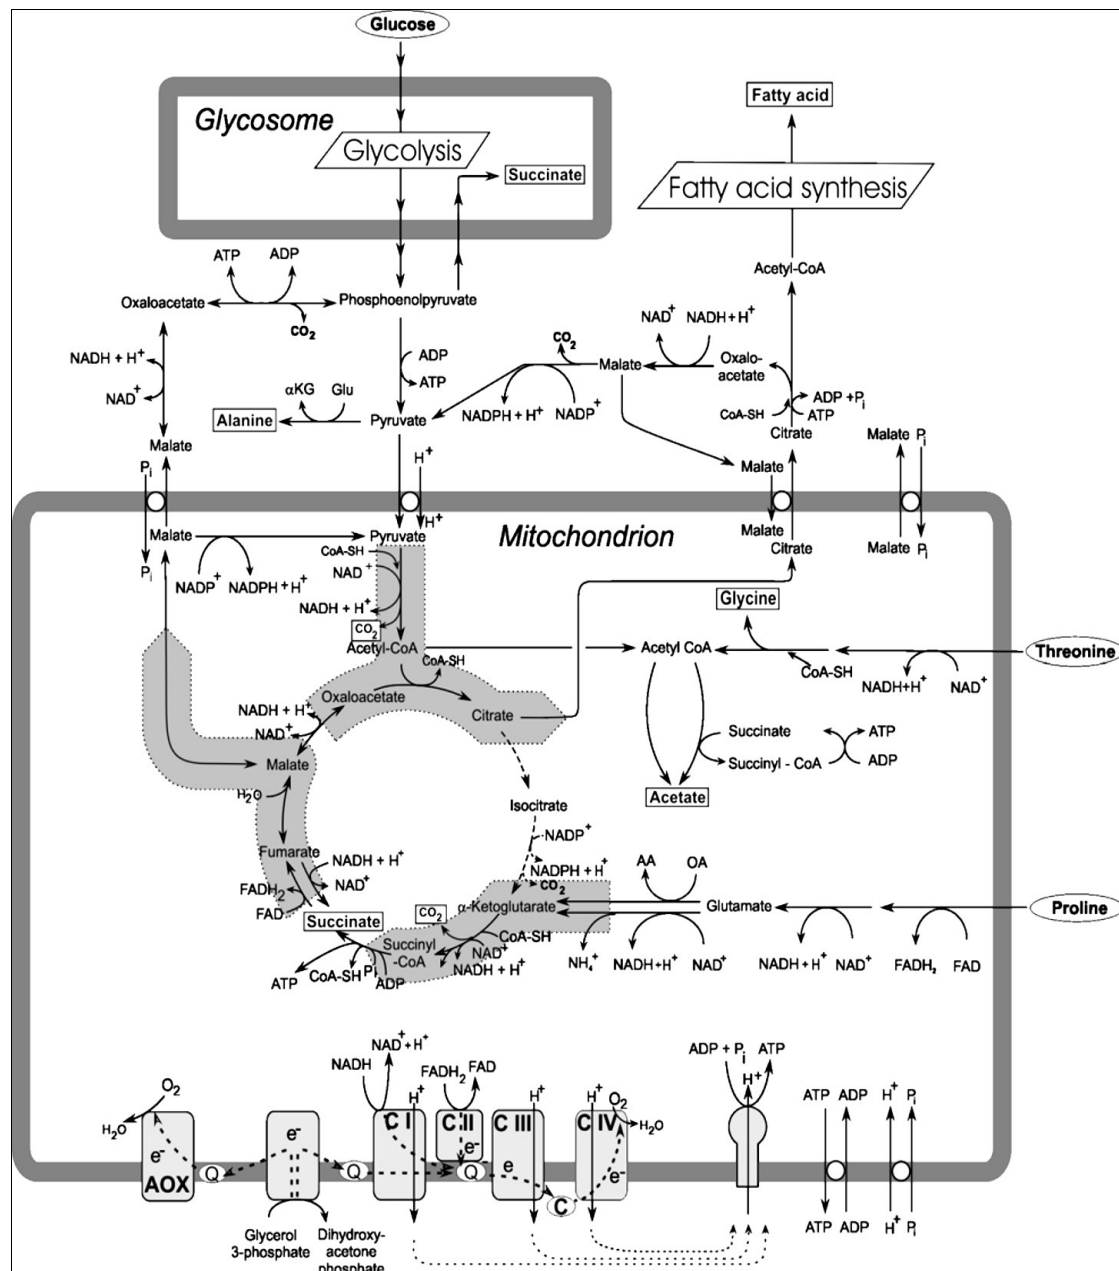 Glucose
Glycosome
Glycolysis
Succinate
Fatty acid
Fatty acid synthesis
Acetyl-CoA
ATP
ADP
Oxaloacetate
Phosphoenolpyruvate
CO2
NADH + H+
NAD+
ADP
ATP
αKG
Glu
Alanine
Pyruvate
CO2
Malate
NAD+
NADH + H+
Oxalo-
acetate
NADPH + H+
NADP+
CoA-SH
ADP + Pi
ATP
Citrate
Malate
Pi
H+
Malate
Malate
Pi
Mitochondrion
Malate
Pi
NADP+
NADPH + H+
Pyruvate
H+
CoA-SH
NAD+
NADH + H+
CO2
Acetyl-CoA
CoA-SH
Malate
Citrate
Malate
Pi
Glycine
Acetyl CoA
CoA-SH
NADH+H+
NAD+
Threonine
Oxaloacetate
NADH + H+
NAD+
Citrate
Malate
H2O
Succinate
Succinyl - CoA
ATP
ADP
Acetate
Isocitrate
NADP+
NADPH + H+
CO2
Fumarate
NADH + H+
NAD+
FADH2
FAD
Succinate
CO2
α-Ketoglutarate
AA
OA
Glutamate
Proline
Succinyl
-CoA
CoA-SH
NAD+
NADH + H+
ATP
CoA-SH
Pi
ADP
NH4+
NADH+H+
NAD+
NADH + H+
NAD+
FADH2
FAD
O2
H2O
e-
AOX
Q
e-
Glycerol
3-phosphate
Dihydroxy-
acetone
phosphate
Q
NADH
NAD+ + H+
C I
H+
FADH2
FAD
C II
e-
Q
H+
C III
e
C
H+
O2
C IV
H2O
e-
ADP + Pi
ATP
H+
ATP
ADP
H+
Pi
ATP
ADP
H+
Pi